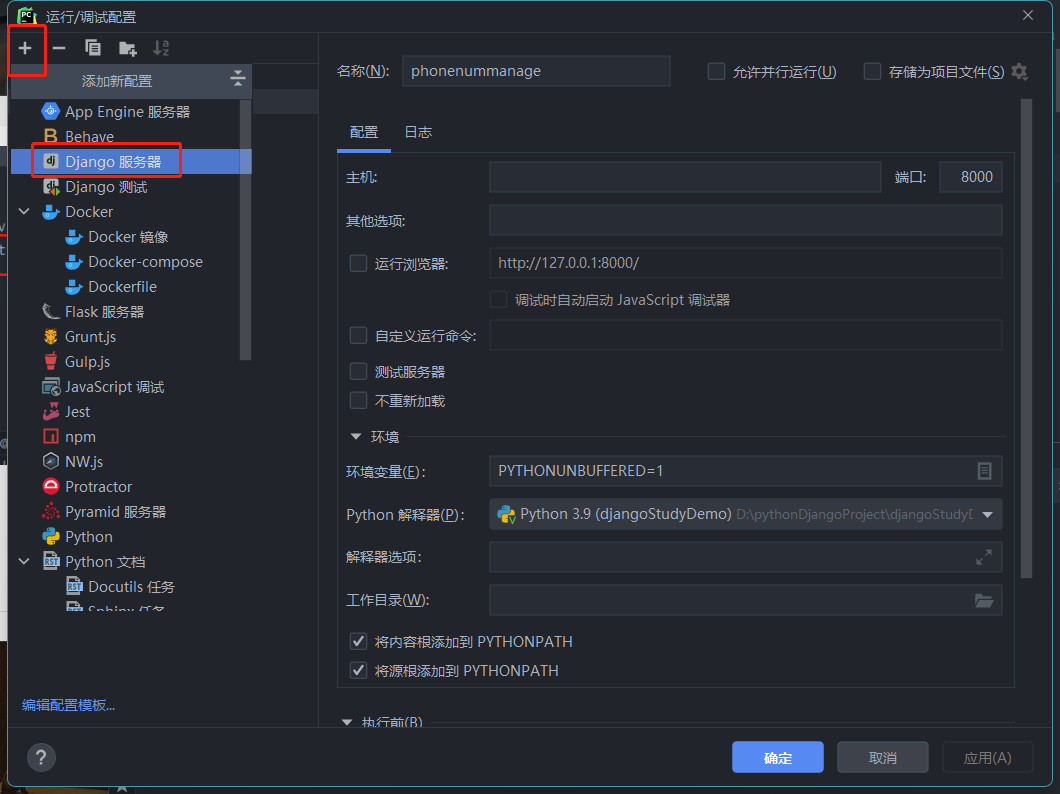 运行/调试配置
添加新配置
App Engine 服务器
Behave
Django 服务器
Django 测试
Docker
Docker 镜像
Docker-compose
Dockerfile
Flask 服务器
Grunt.js
Gulp.js
JavaScript 调试
Jest
npm
NW.js
Protractor
Pyramid 服务器
Python
Python 文档
Docutils 任务
Sphinx 任务
编辑配置模板...
名称(N): phonenummanage 允许并行运行(U) 存储为项目文件(S)
配置 日志
主机: 端口: 8000
其他选项:
运行浏览器: http://127.0.0.1:8000/
调试时自动启动 JavaScript 调试器
自定义运行命令:
测试服务器
不重新加载
环境
环境变量(E): PYTHONUNBUFFERED=1
Python 解释器(P): Python 3.9 (djangoStudyDemo) D:\pythonDjangoProject\djangoStudyD
解释器选项:
工作目录(W):
将内容根添加到 PYTHONPATH
将源根添加到 PYTHONPATH
执行前(B)
? 确定 取消 应用(A)